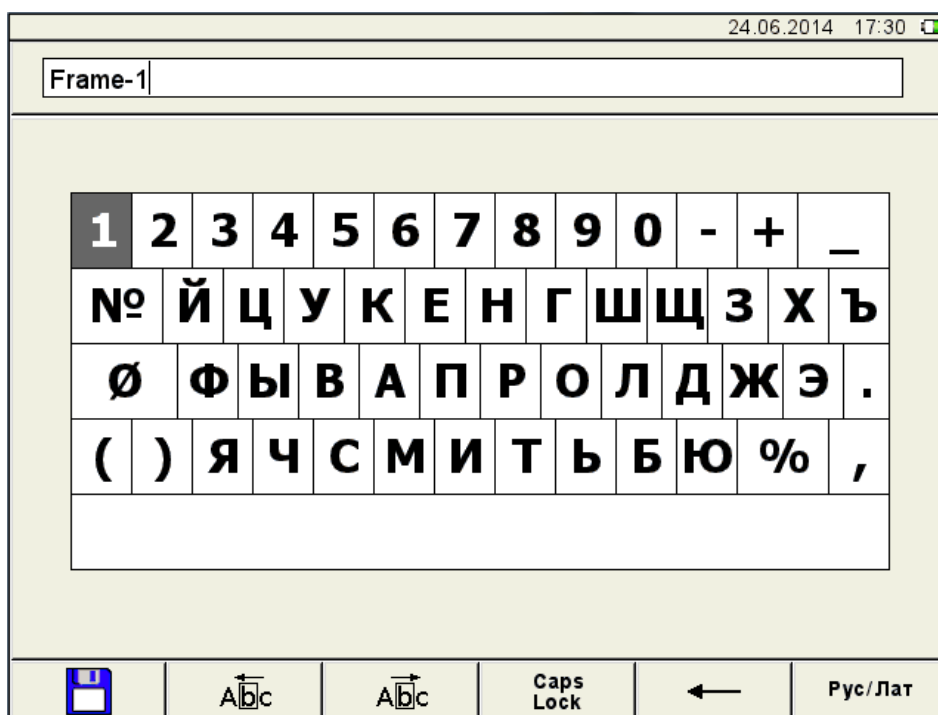 24.06.2014 17:30
Frame-1
1 2 3 4 5 6 7 8 9 0 - + _
№ Й Ц У К Е Н Г Ш Щ З Х Ъ
Ø Ф Ы В А П Р О Л Д Ж Э .
( ) Я Ч С М И Т Ь Б Ю % ,
Abc Abc Caps Lock ← Рус/Лат